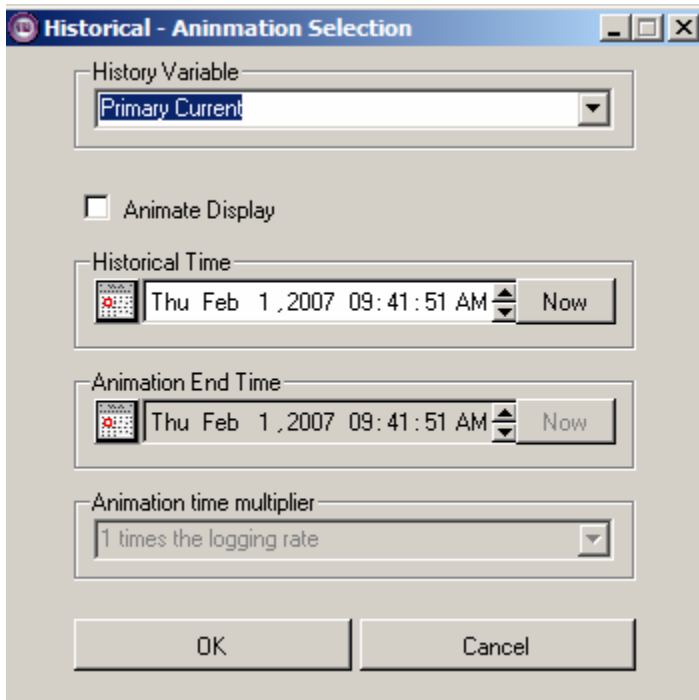 Historical - Aninmation Selection
History Variable
Primary Current
Animate Display
Historical Time
Thu Feb 1 ,2007 09:41:51 AM Now
Animation End Time
Thu Feb 1 ,2007 09:41:51 AM Now
Animation time multiplier
1 times the logging rate
OK Cancel